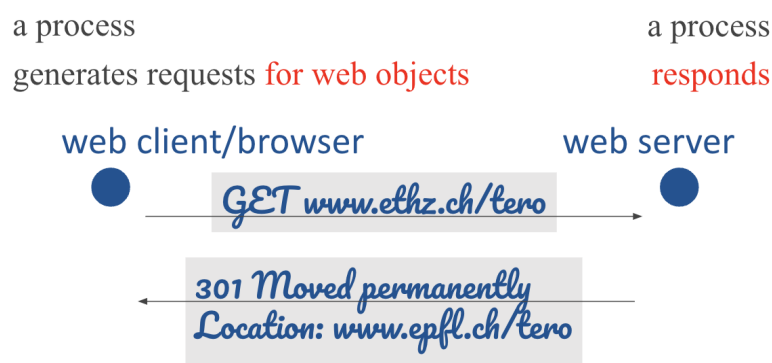 a process
a process
generates requests for web objects
responds
web client/browser
web server
GET www.ethz.ch/tero
301 Moved permanently
Location: www.epfl.ch/tero